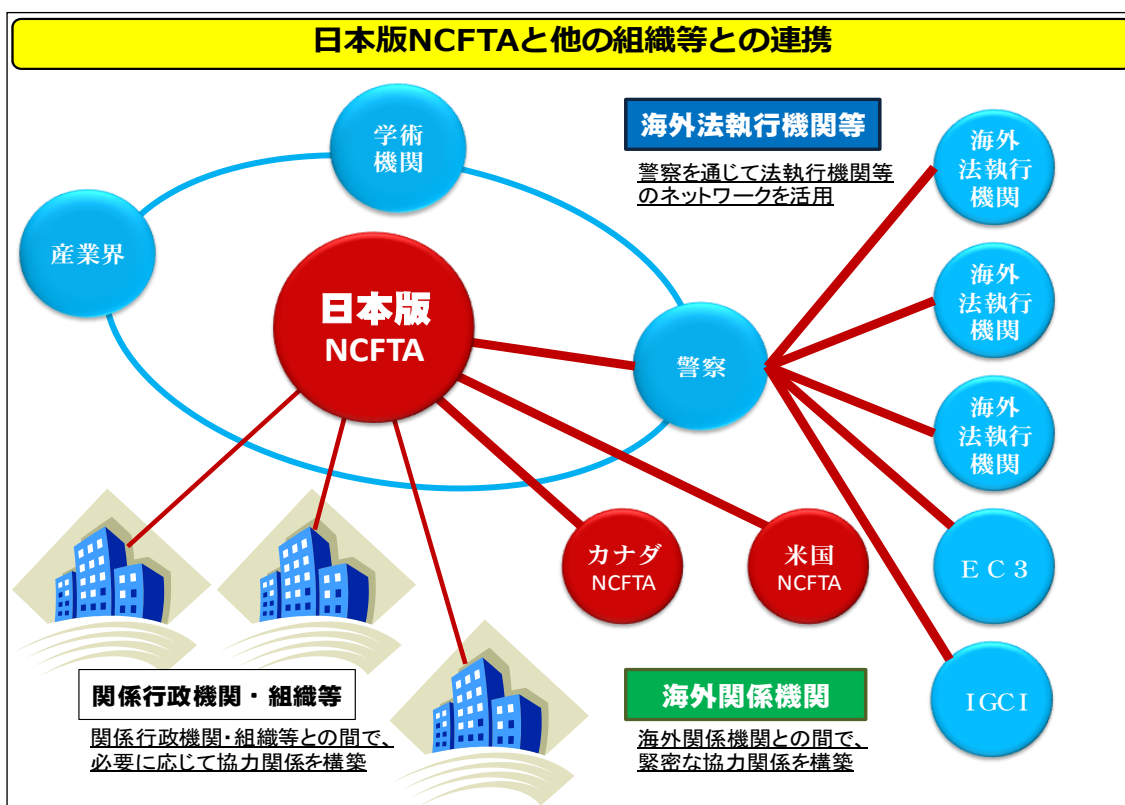 日本版NCFTAと他の組織等との連携
学術
機関
産業界
日本版
NCFTA
警察
海外法執行機関等
警察を通じて法執行機関等
のネットワークを活用
海外
法執行
機関
海外
法執行
機関
海外
法執行
機関
ＥＣ３
ＩＧＣＩ
カナダ
NCFTA
米国
NCFTA
関係行政機関・組織等
関係行政機関・組織等との間で、
必要に応じて協力関係を構築
海外関係機関
海外関係機関との間で、
緊密な協力関係を構築